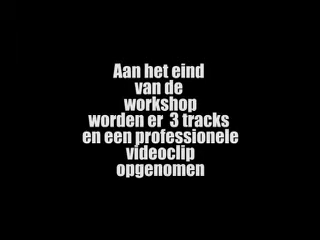 Aan het eind
van de
workshop
worden er 3 tracks
en een professionele
videoclip
opgenomen